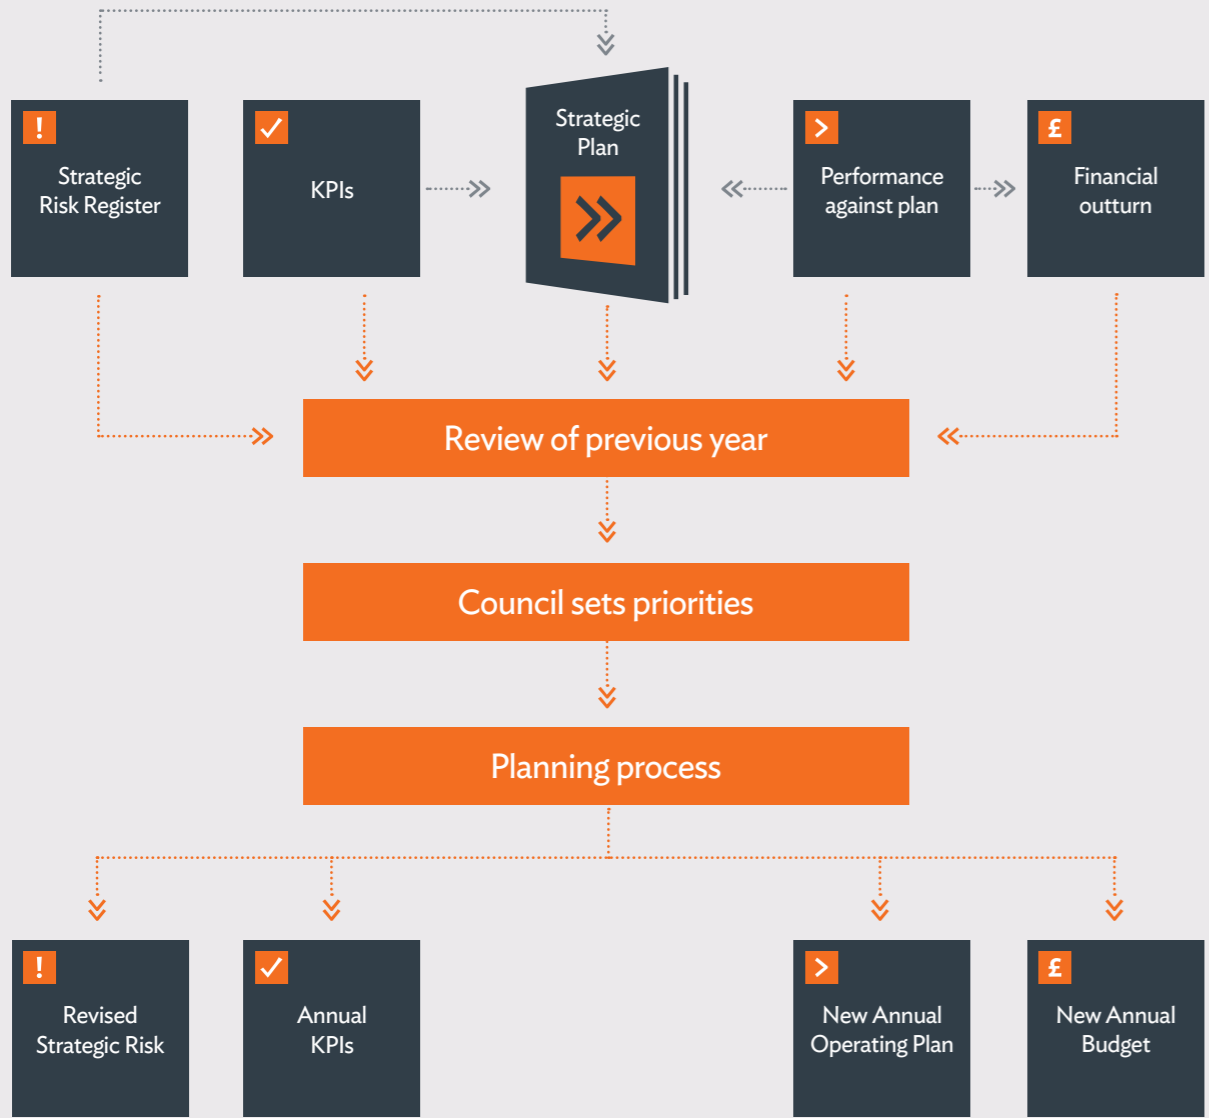 Strategic
Risk Register
KPIs
Strategic
Plan
Performance
against plan
Financial
outturn
Review of previous year
Council sets priorities
Planning process
Revised
Strategic Risk
Annual
KPIs
New Annual
Operating Plan
New Annual
Budget